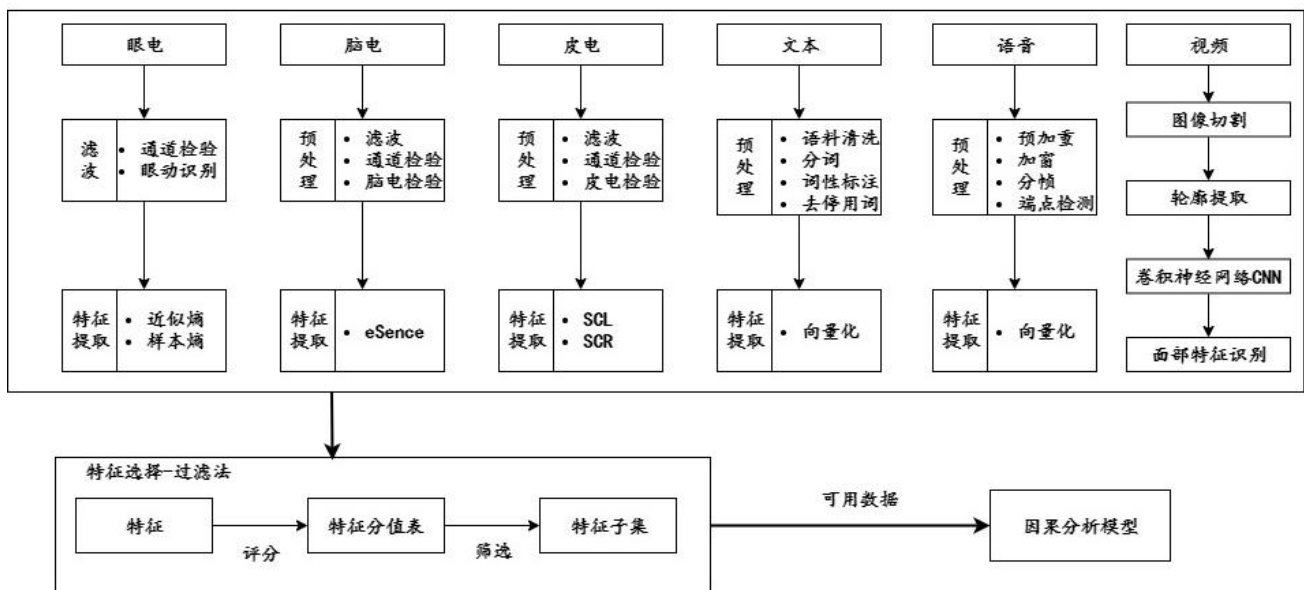 眼电
脑电
皮电
文本
语音
视频
滤波
• 通道检验
• 眼动识别
预处理
• 滤波
• 通道检验
• 脑电检验
预处理
• 滤波
• 通道检验
• 皮电检验
预处理
• 语料清洗
• 分词
• 词性标注
• 去停用词
预处理
• 预加重
• 加窗
• 分帧
• 端点检测
图像切割
轮廓提取
卷积神经网络CNN
面部特征识别
特征
提取
• 近似熵
• 样本熵
特征
提取
• eSence
特征
提取
• SCL
• SCR
特征
提取
• 向量化
特征
提取
• 向量化
特征选择-过滤法
特征
评分
特征分值表
筛选
特征子集
可用数据
因果分析模型